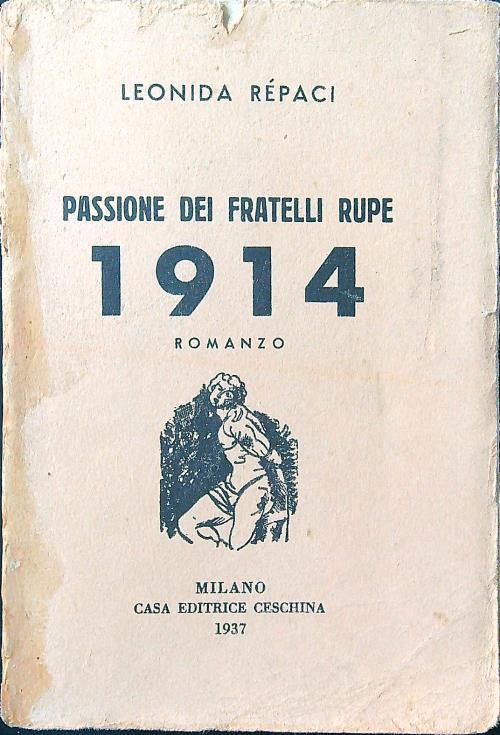 LEONIDA RÉPACI
PASSIONE DEI FRATELLI RUPE
1914
ROMANZO
MILANO
CASA EDITRICE CESCHINA
1937